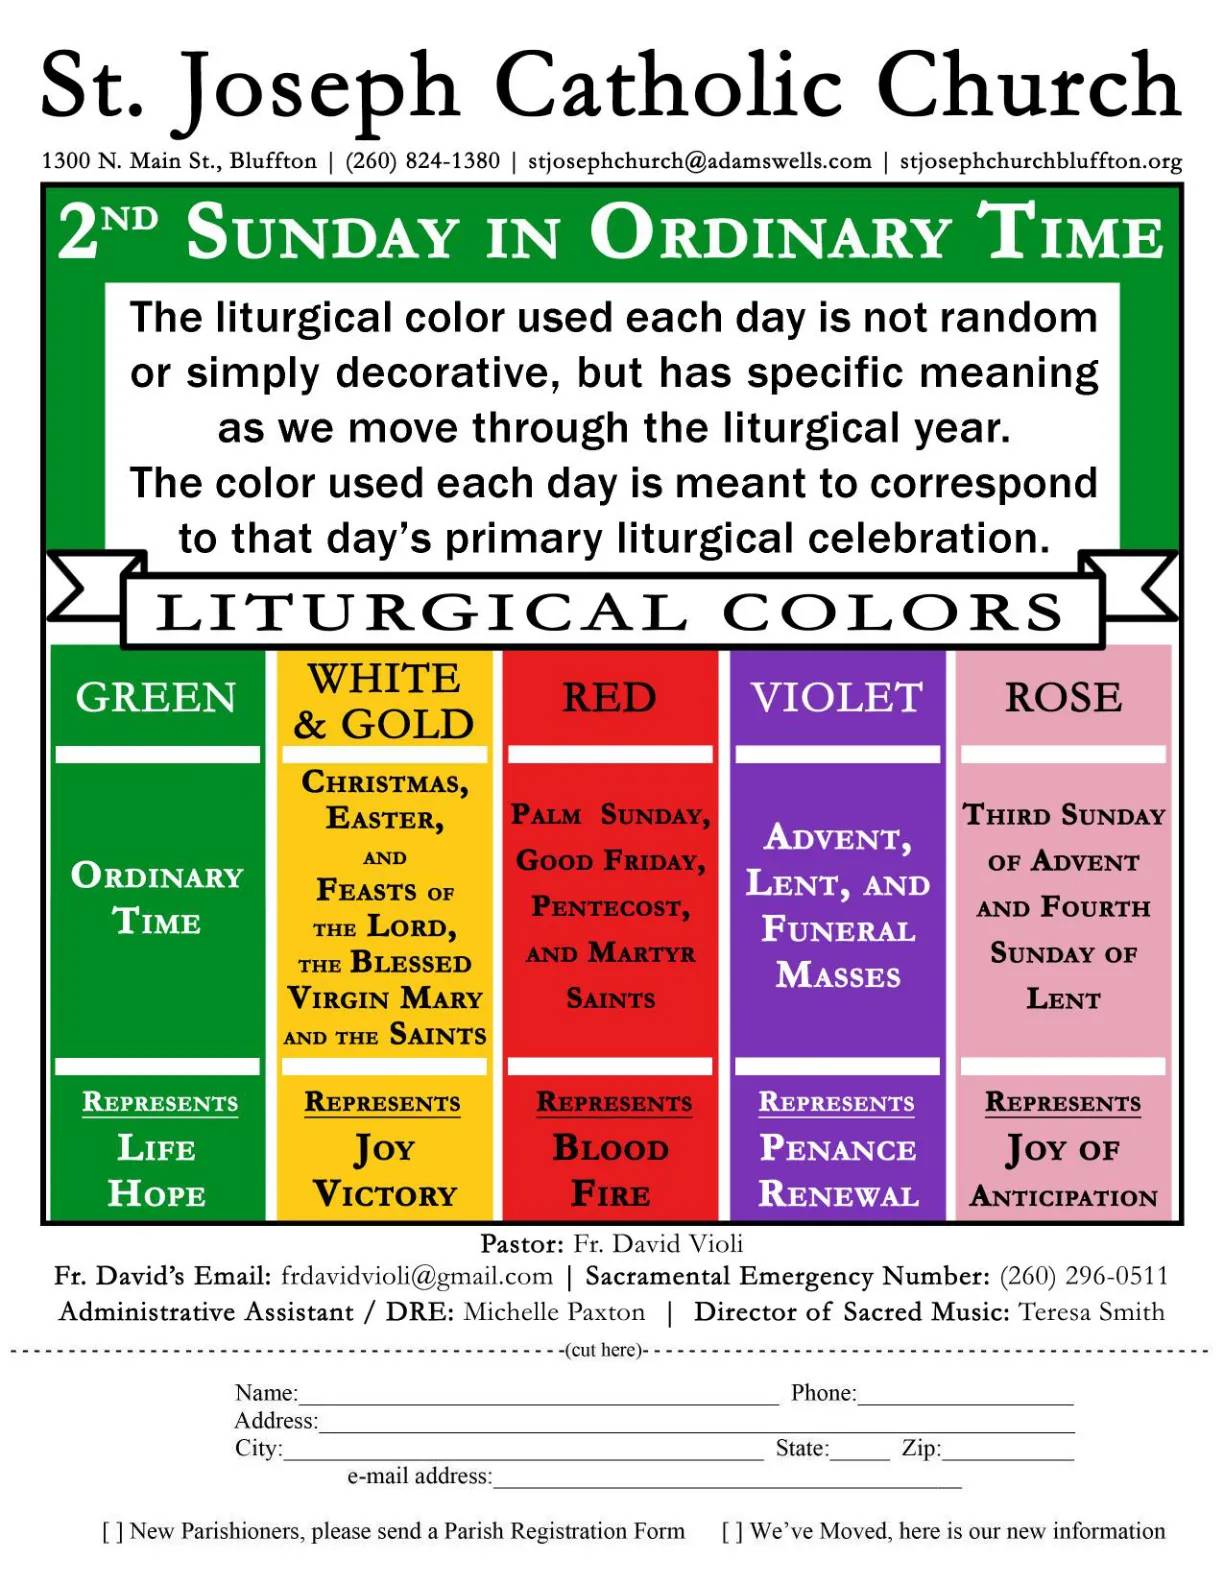 St. Joseph Catholic Church
1300 N. Main St., Bluffton | (260) 824-1380 | stjosephchurch@adamswells.com | stjosephchurchbluffton.org
2ND SUNDAY IN ORDINARY TIME
The liturgical color used each day is not random
or simply decorative, but has specific meaning
as we move through the liturgical year.
The color used each day is meant to correspond
to that day's primary liturgical celebration.
LITURGICAL COLORS
GREEN
ORDINARY
TIME
REPRESENTS
LIFE
HOPE
WHITE
& GOLD
CHRISTMAS,
EASTER,
AND
FEASTS OF
THE LORD,
THE BLESSED
VIRGIN MARY
AND THE SAINTS
REPRESENTS
JOY
VICTORY
RED
PALM SUNDAY,
GOOD FRIDAY,
PENTECOST,
AND MARTYR
SAINTS
REPRESENTS
BLOOD
FIRE
VIOLET
ADVENT,
LENT, AND
FUNERAL
MASSES
REPRESENTS
PENANCE
RENEWAL
ROSE
THIRD SUNDAY
OF ADVENT
AND FOURTH
SUNDAY OF
LENT
REPRESENTS
JOY OF
ANTICIPATION
Pastor: Fr. David Violi
Fr. David's Email: frdavidvioli@gmail.com | Sacramental Emergency Number: (260) 296-0511
Administrative Assistant / DRE: Michelle Paxton | Director of Sacred Music: Teresa Smith
(cut here)
Name: Phone:
Address:
City: State: Zip:
e-mail address:
[ ] New Parishioners, please send a Parish Registration Form [ ] We've Moved, here is our new information